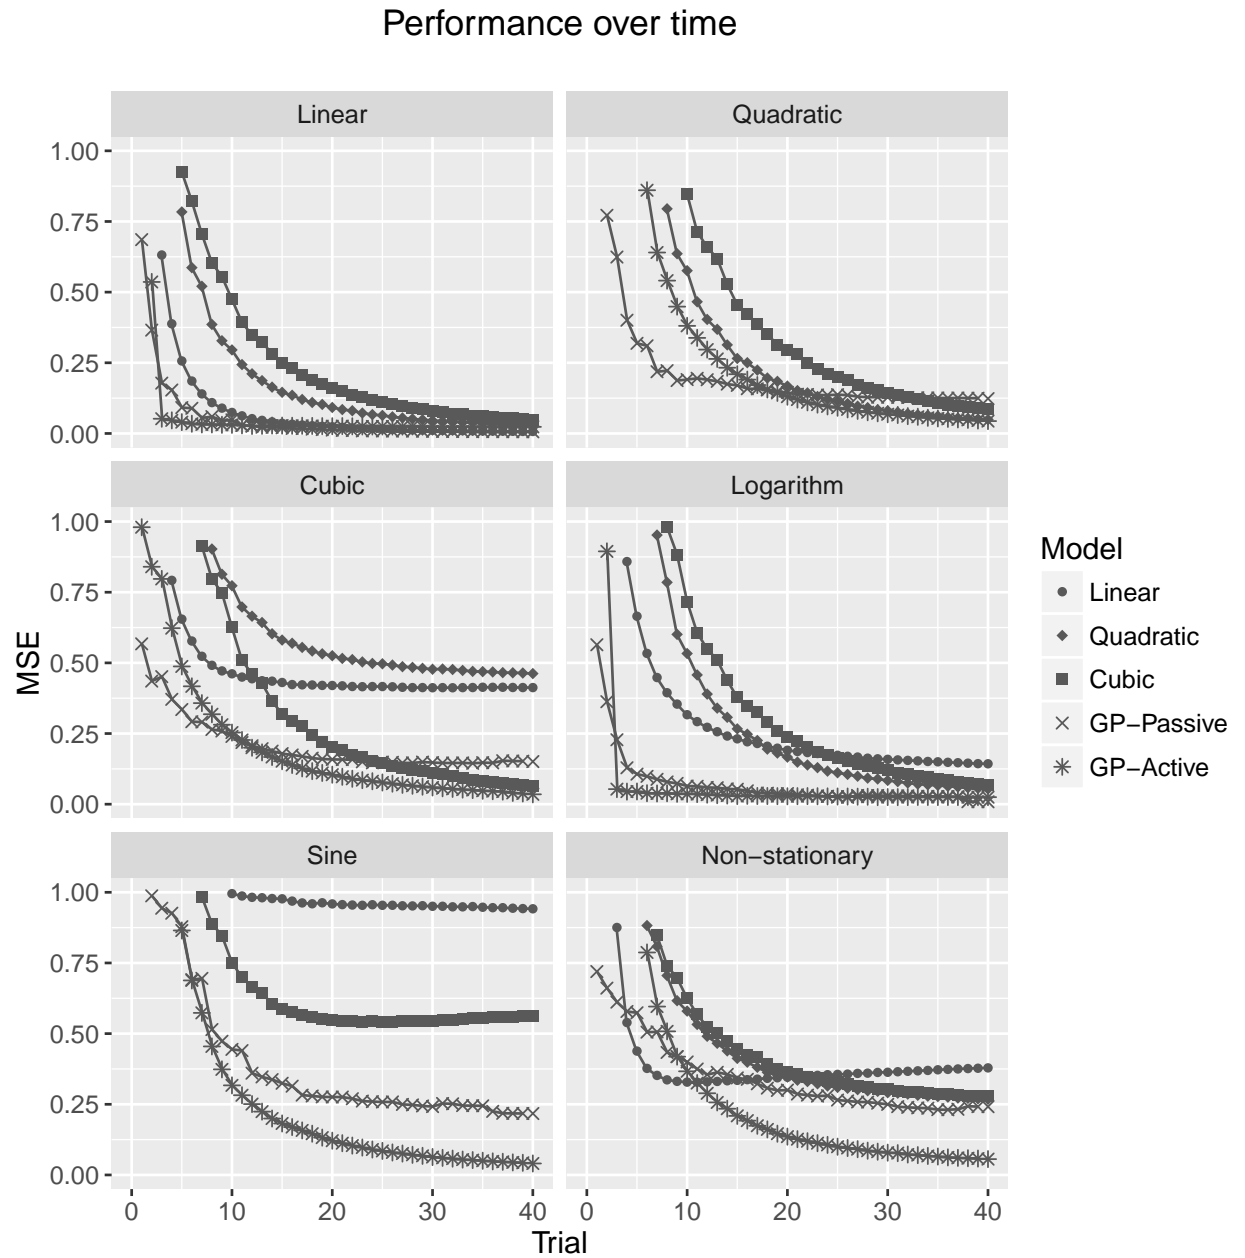 Performance over time
Linear
Quadratic
1.00
0.75
0.50
0.25
0.00
Cubic
Logarithm
1.00
0.75
0.50
0.25
0.00
Sine
Non−stationary
1.00
0.75
0.50
0.25
0.00
0 10 20 30 40
0 10 20 30 40
MSE
Trial
Model
Linear
Quadratic
Cubic
GP−Passive
GP−Active